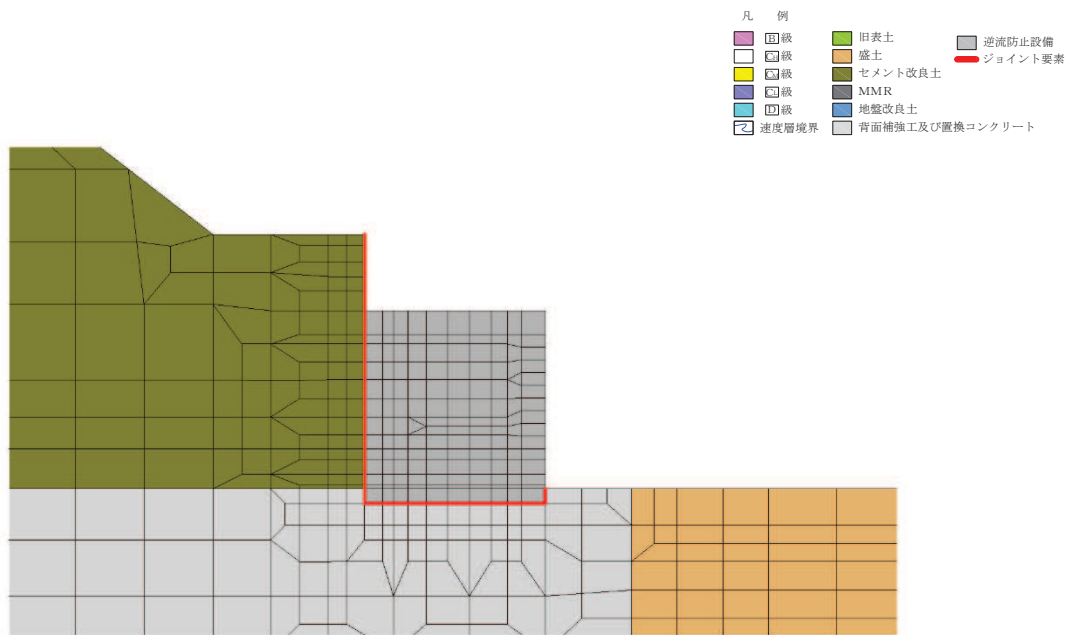 凡 例
B級
CH級
CM級
CL級
D級
速度層境界
旧表土
盛土
セメント改良土
MMR
地盤改良土
背面補強工及び置換コンクリート
逆流防止設備
ジョイント要素